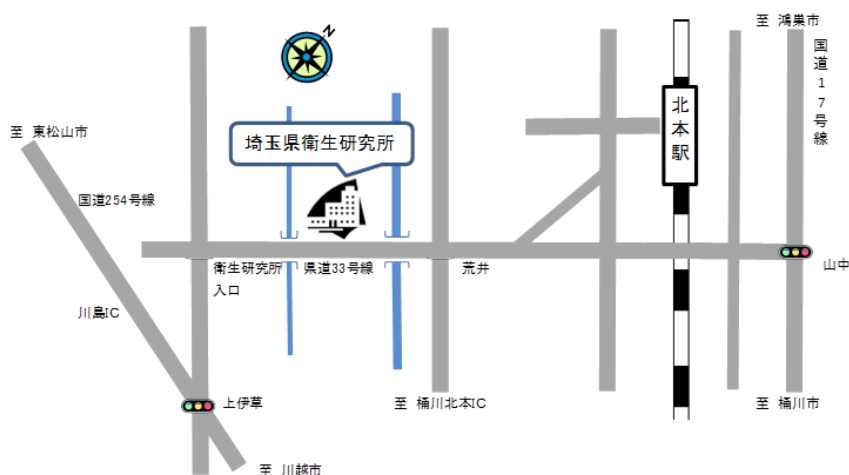 至 鴻巣市
N
国道17号線
至 東松山市
埼玉県衛生研究所
北本駅
国道254号線
衛生研究所
入口
県道33号線
荒井
山中
川島IC
上伊草
至 桶川北本IC
至 桶川市
至 川越市